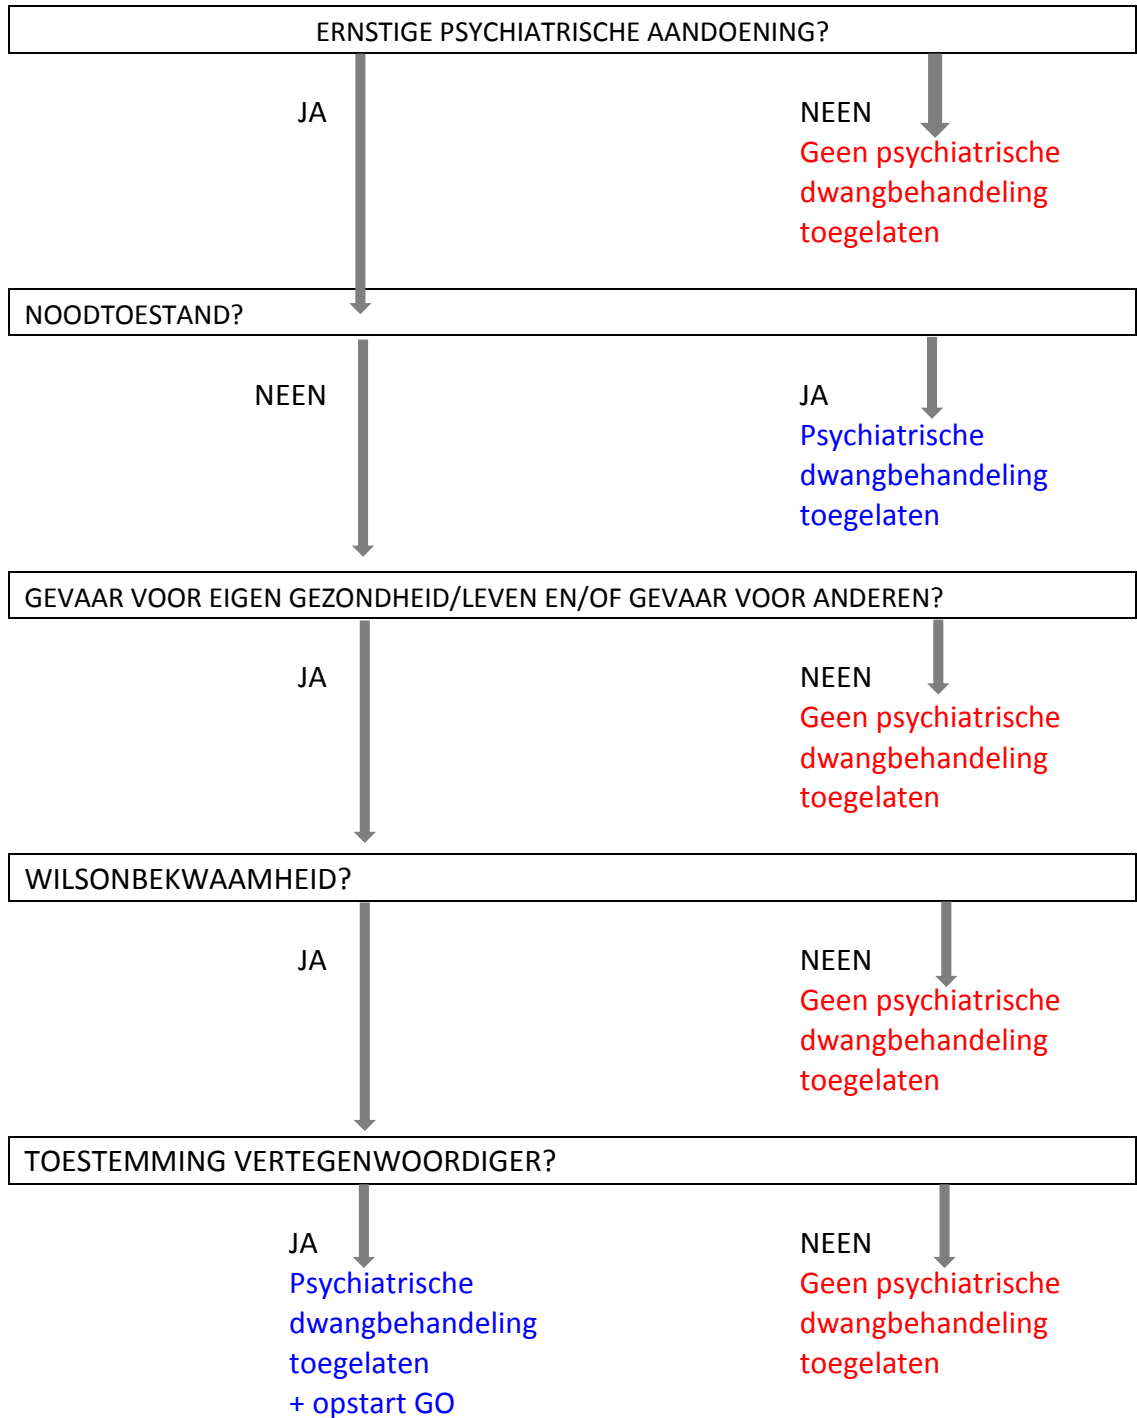 ERNSTIGE PSYCHIATRISCHE AANDOENING?
JA
NEEN
Geen psychiatrische
dwangbehandeling
toegelaten
NOODTOESTAND?
NEEN
JA
Psychiatrische
dwangbehandeling
toegelaten
GEVAAR VOOR EIGEN GEZONDHEID/LEVEN EN/OF GEVAAR VOOR ANDEREN?
JA
NEEN
Geen psychiatrische
dwangbehandeling
toegelaten
WILSONBEKWAAMHEID?
JA
NEEN
Geen psychiatrische
dwangbehandeling
toegelaten
TOESTEMMING VERTEGENWOORDIGER?
JA
Psychiatrische
dwangbehandeling
toegelaten
+ opstart GO
NEEN
Geen psychiatrische
dwangbehandeling
toegelaten